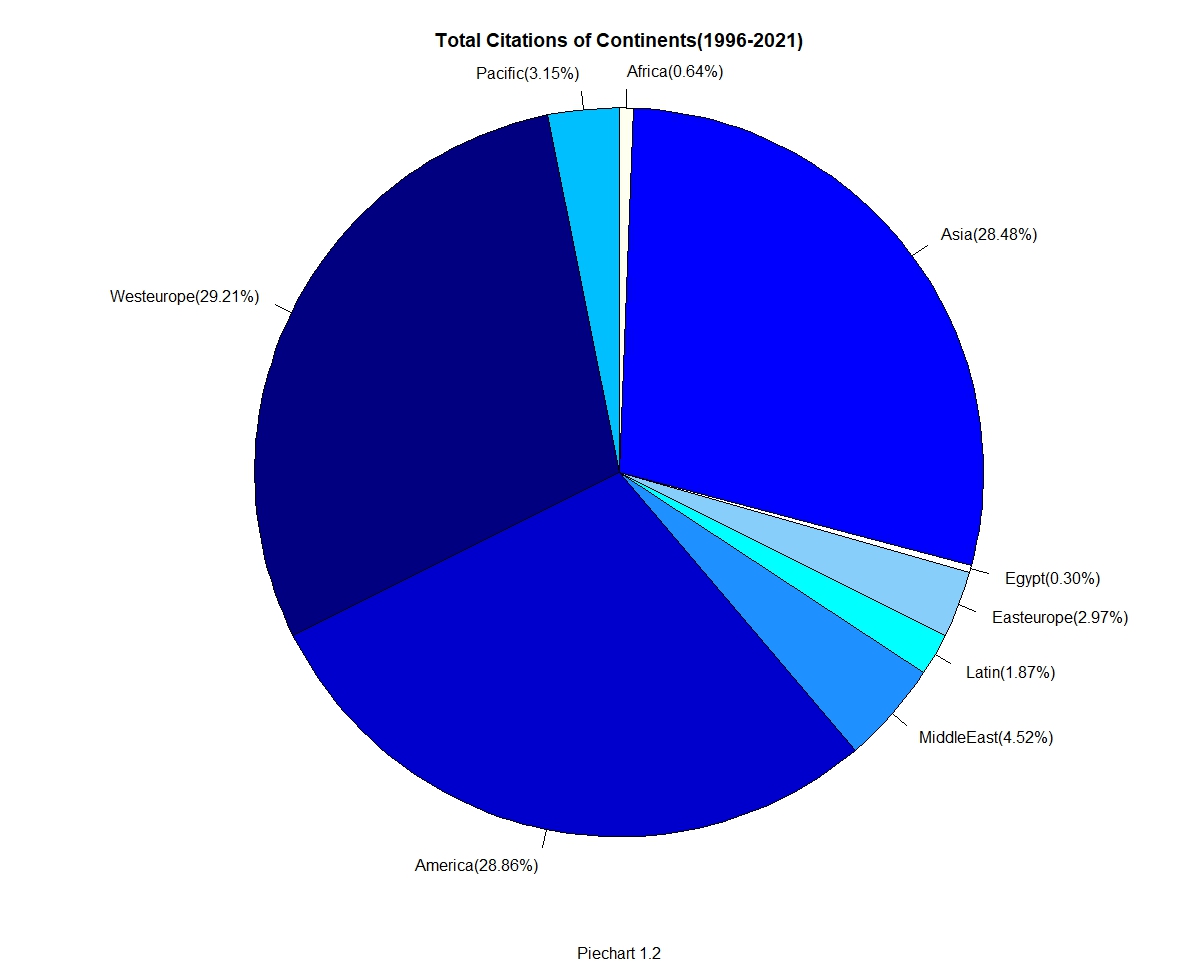 Total Citations of Continents(1996-2021)
Pacific(3.15%)
Africa(0.64%)
Asia(28.48%)
Westeurope(29.21%)
Egypt(0.30%)
Easteurope(2.97%)
Latin(1.87%)
MiddleEast(4.52%)
America(28.86%)
Piechart 1.2